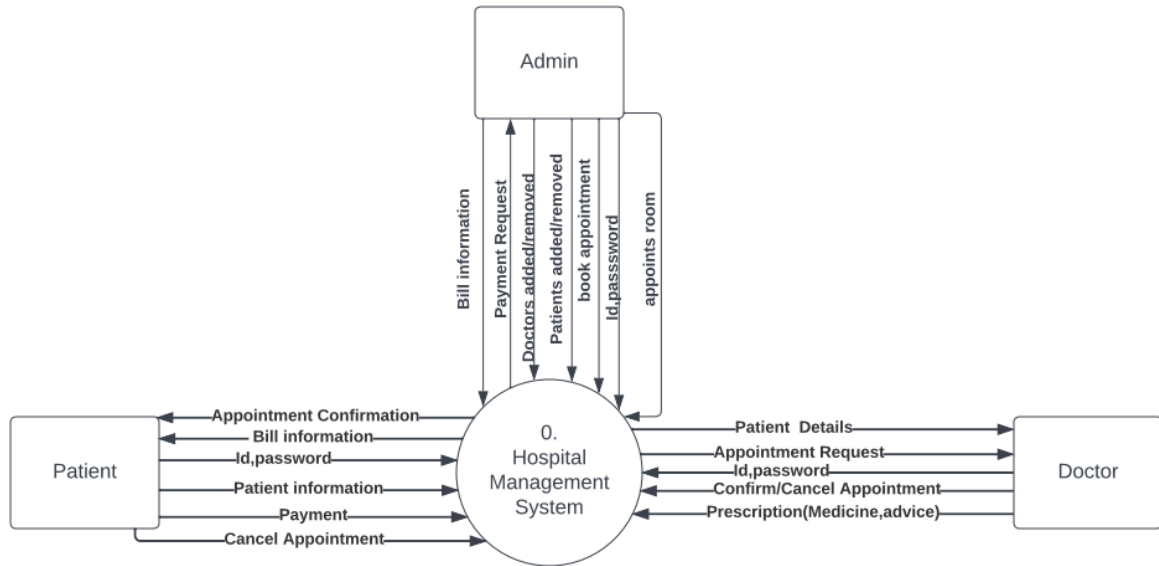 Admin
Bill information
Payment Request
Doctors added/removed
Patients added/removed
book appointment
Id,passsword
appoints room
Appointment Confirmation
Bill information
Id,password
Patient information
Payment
Cancel Appointment
Patient
0.
Hospital
Management
System
Patient  Details
Appointment Request
Id,password
Confirm/Cancel Appointment
Prescription(Medicine,advice)
Doctor